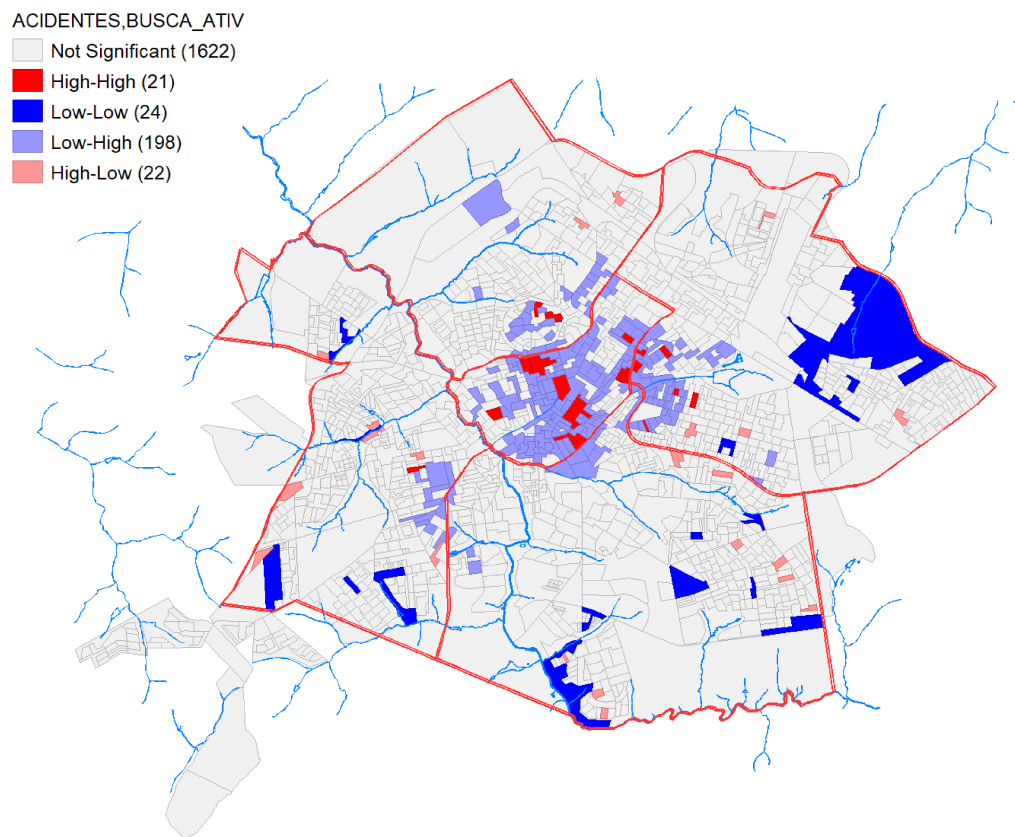 ACIDENTES,BUSCA_ATIV
Not Significant (1622)
High-High (21)
Low-Low (24)
Low-High (198)
High-Low (22)